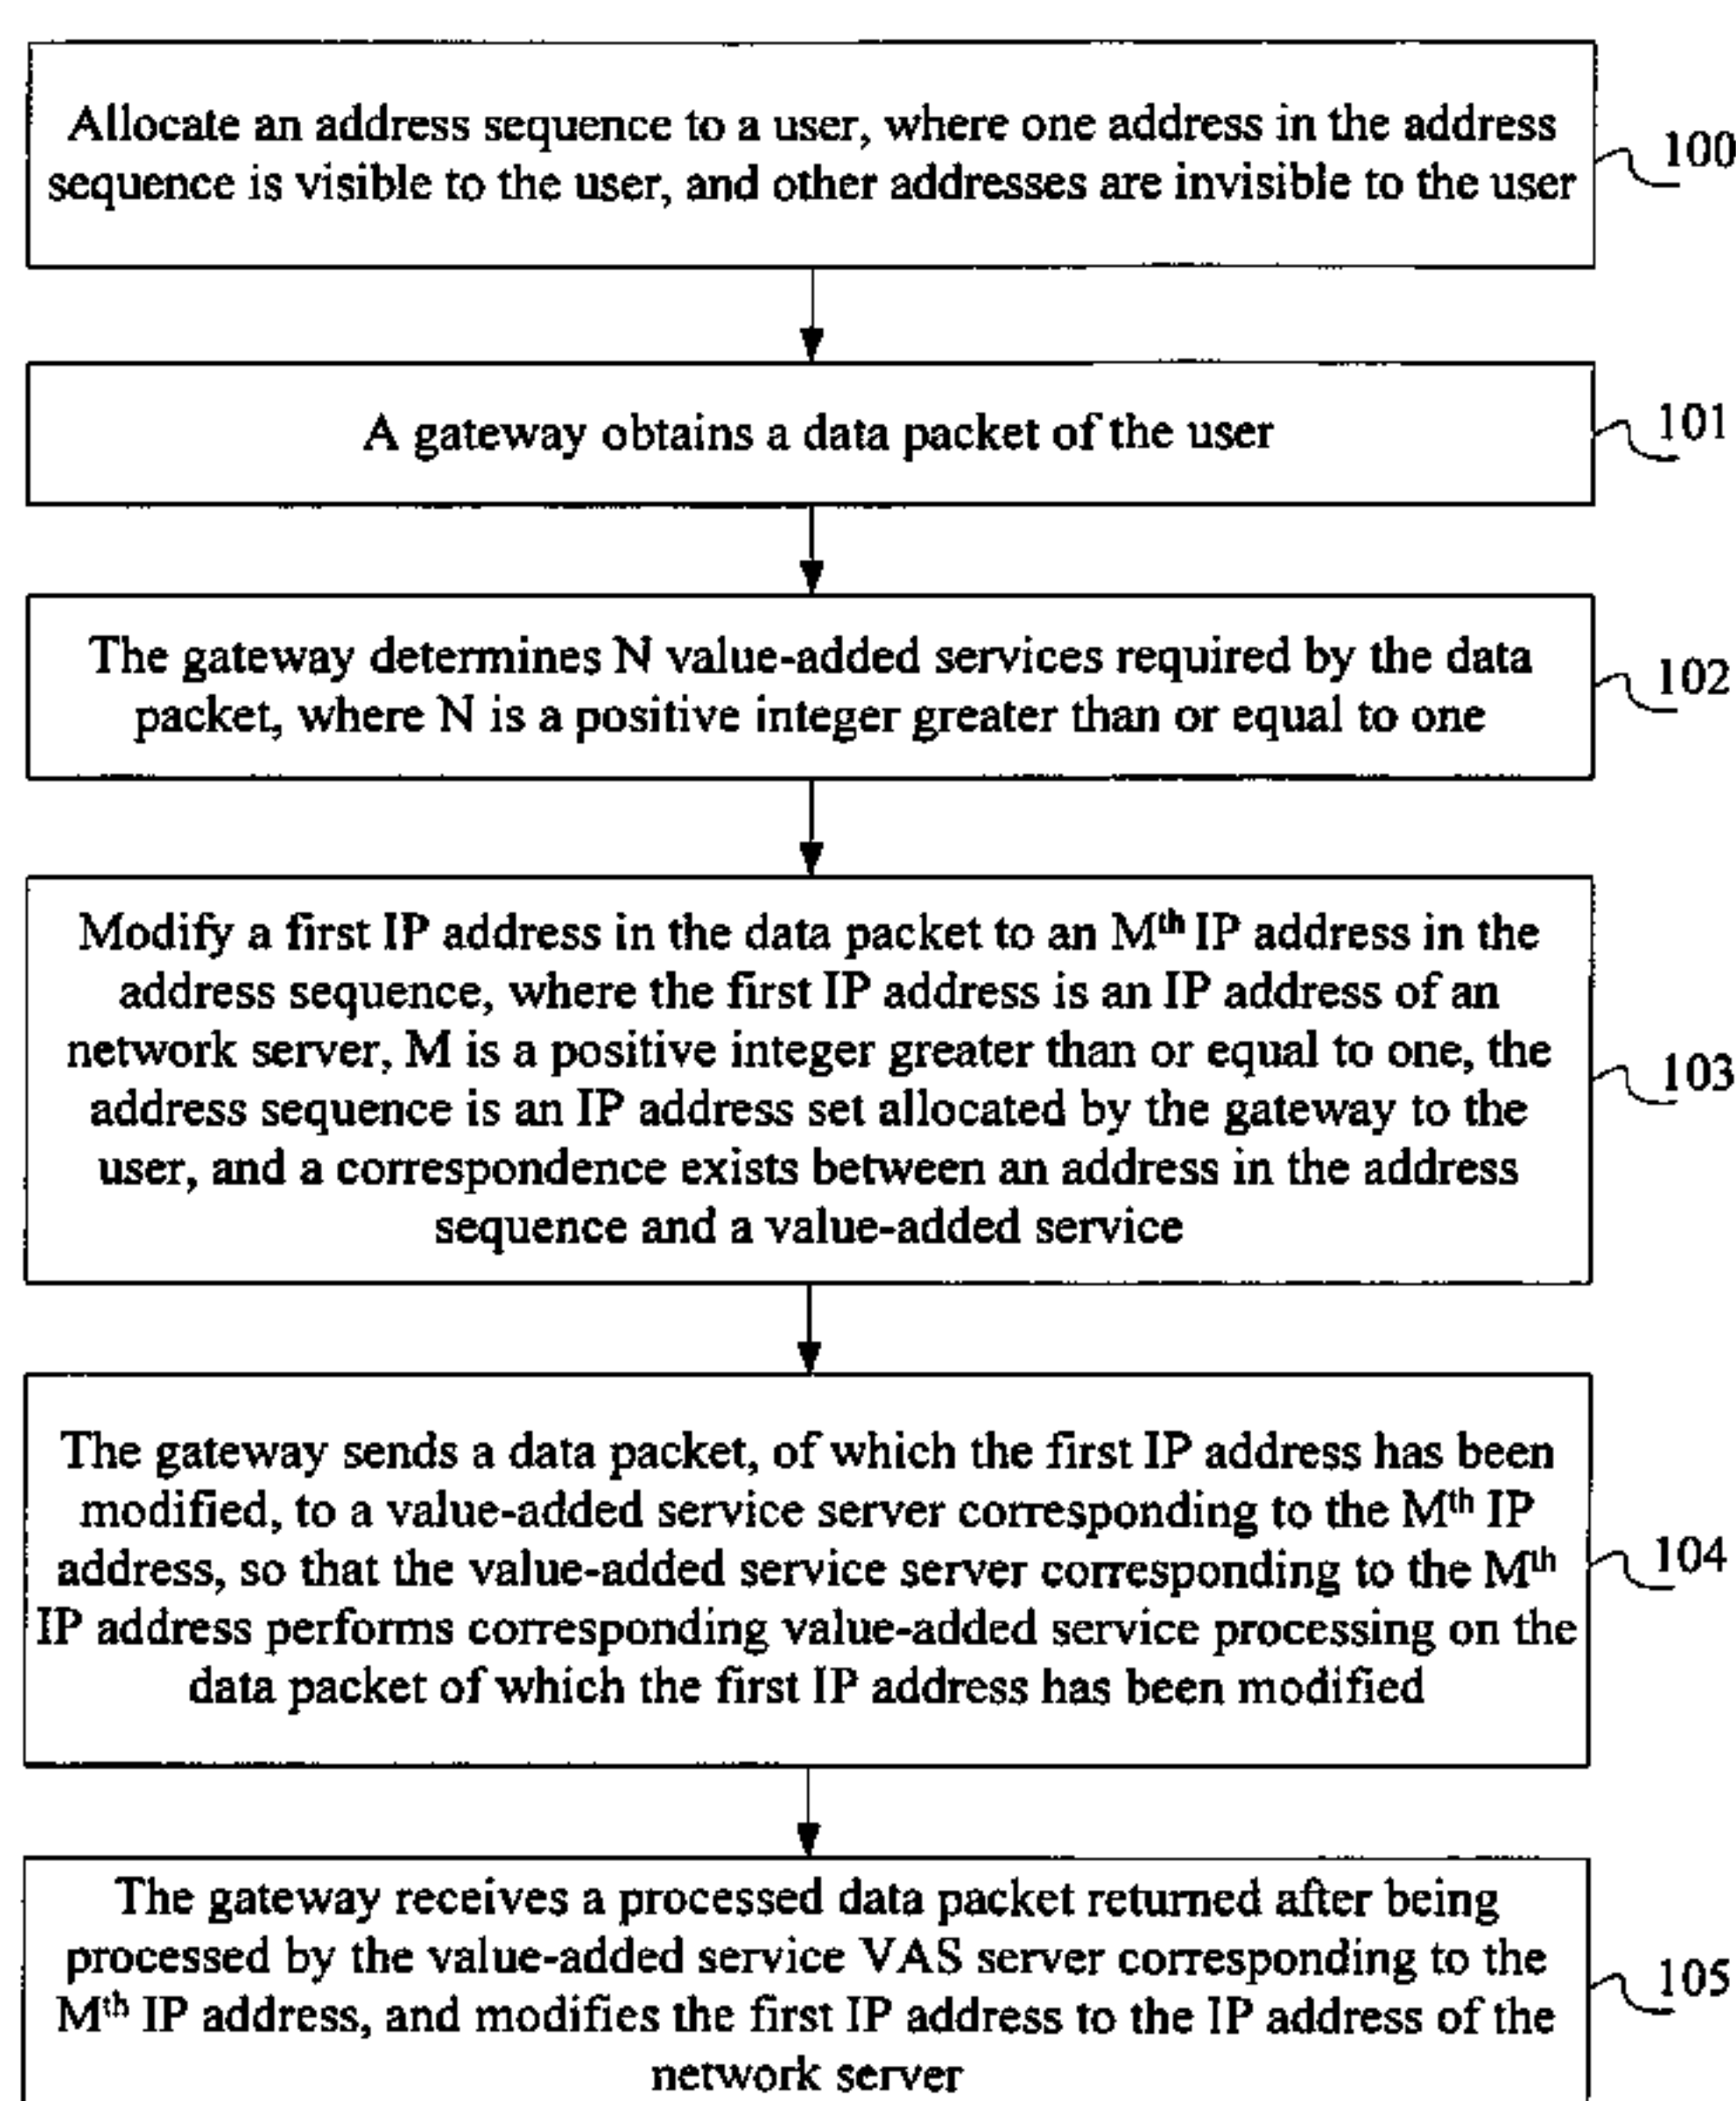 Allocate an address sequence to a user, where one address in the address
sequence is visible to the user, and other addresses are invisible to the user
100
A gateway obtains a data packet of the user
101
The gateway determines N value-added services required by the data
packet, where N is a positive integer greater than or equal to one
102
Modify a first IP address in the data packet to an Mth IP address in the
address sequence, where the first IP address is an IP address of an
network server, M is a positive integer greater than or equal to one, the
address sequence is an IP address set allocated by the gateway to the
user, and a correspondence exists between an address in the address
sequence and a value-added service
103
The gateway sends a data packet, of which the first IP address has been
modified, to a value-added service server corresponding to the Mth IP
address, so that the value-added service server corresponding to the Mth
IP address performs corresponding value-added service processing on the
data packet of which the first IP address has been modified
104
The gateway receives a processed data packet returned after being
processed by the value-added service VAS server corresponding to the
Mth IP address, and modifies the first IP address to the IP address of the
network server
105